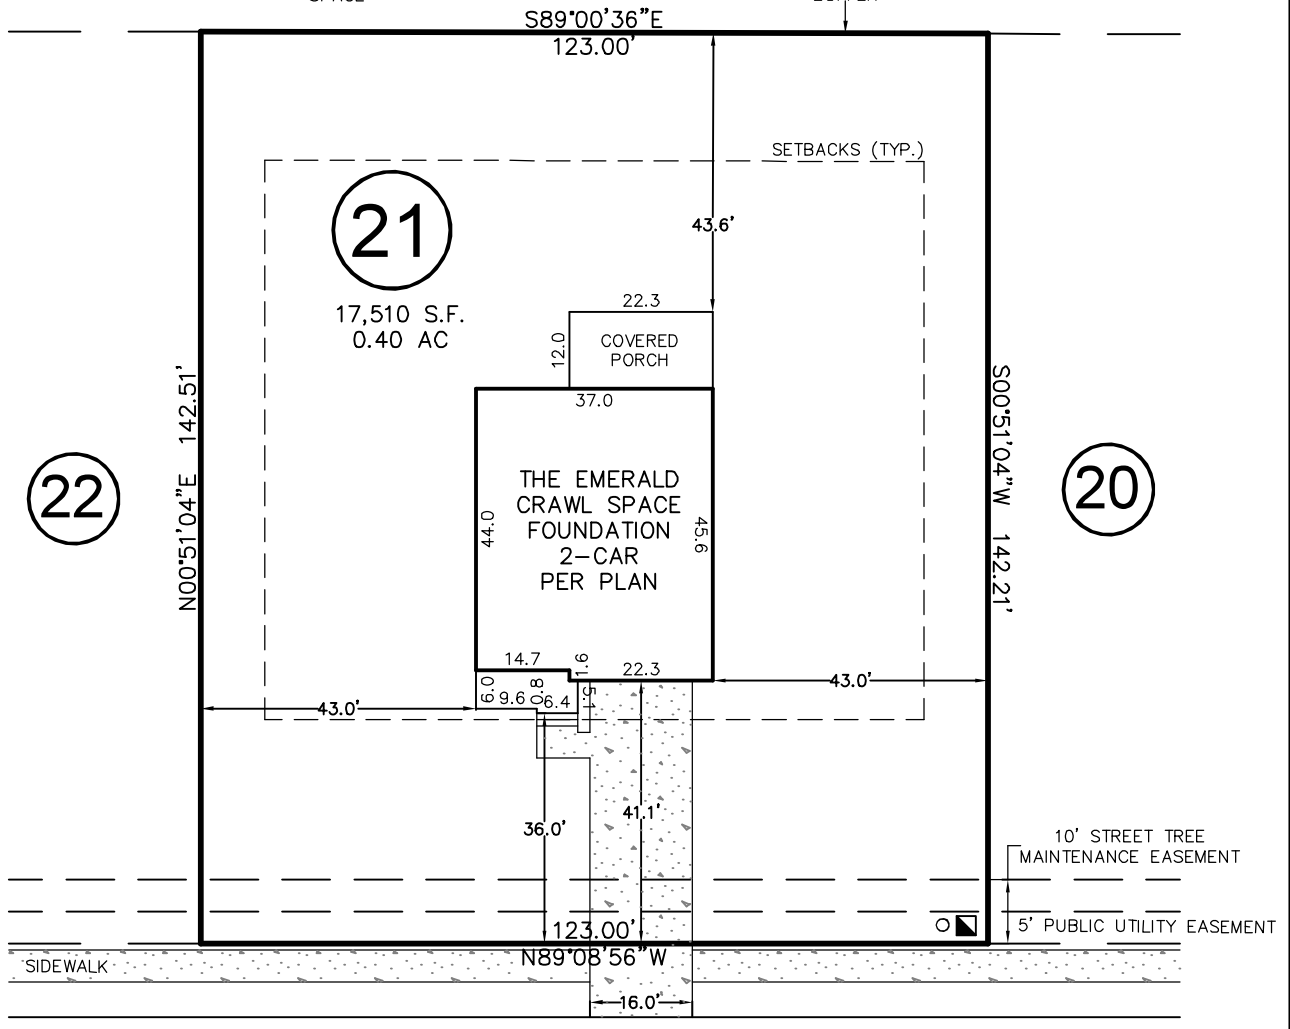 S89°00'36"E
123.00'
SETBACKS (TYP.)
21
17,510 S.F.
0.40 AC
43.6'
22.3
12.0
COVERED
PORCH
37.0
N00°51'04"E 142.51'
S00°51'04"W 142.21'
22
20
THE EMERALD
CRAWL SPACE
FOUNDATION
2-CAR
PER PLAN
44.0
45.6
14.7
1.6
22.3
6.0
9.6
0.8
6.4
5.1
43.0'
43.0'
36.0'
41.1'
10' STREET TREE
MAINTENANCE EASEMENT
5' PUBLIC UTILITY EASEMENT
123.00'
N89°08'56"W
SIDEWALK
16.0'